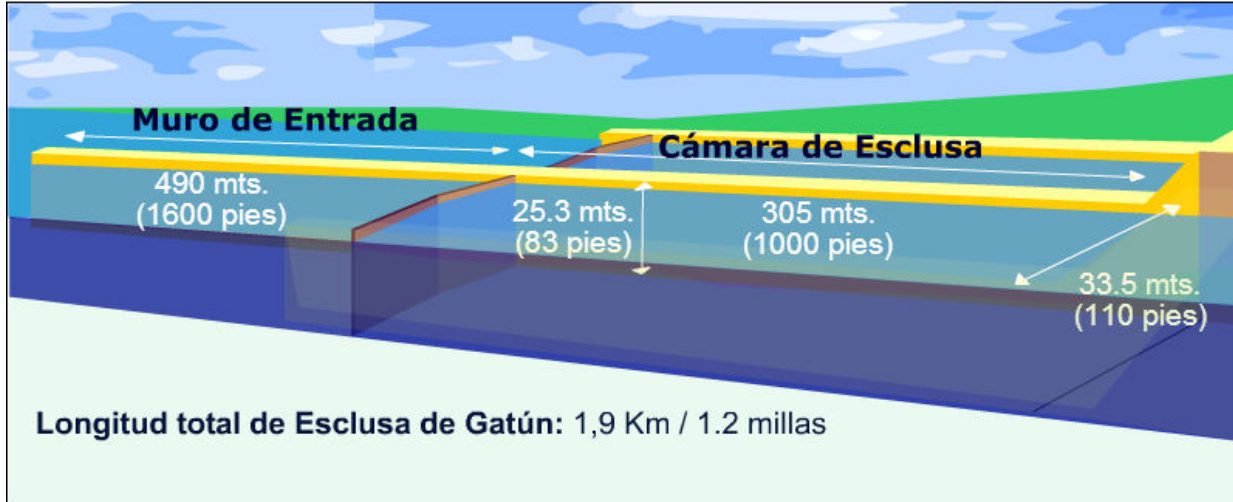 Muro de Entrada
Cámara de Esclusa
490 mts.
(1600 pies)
25.3 mts.
(83 pies)
305 mts.
(1000 pies)
33.5 mts.
(110 pies)
Longitud total de Esclusa de Gatún: 1,9 Km / 1.2 millas